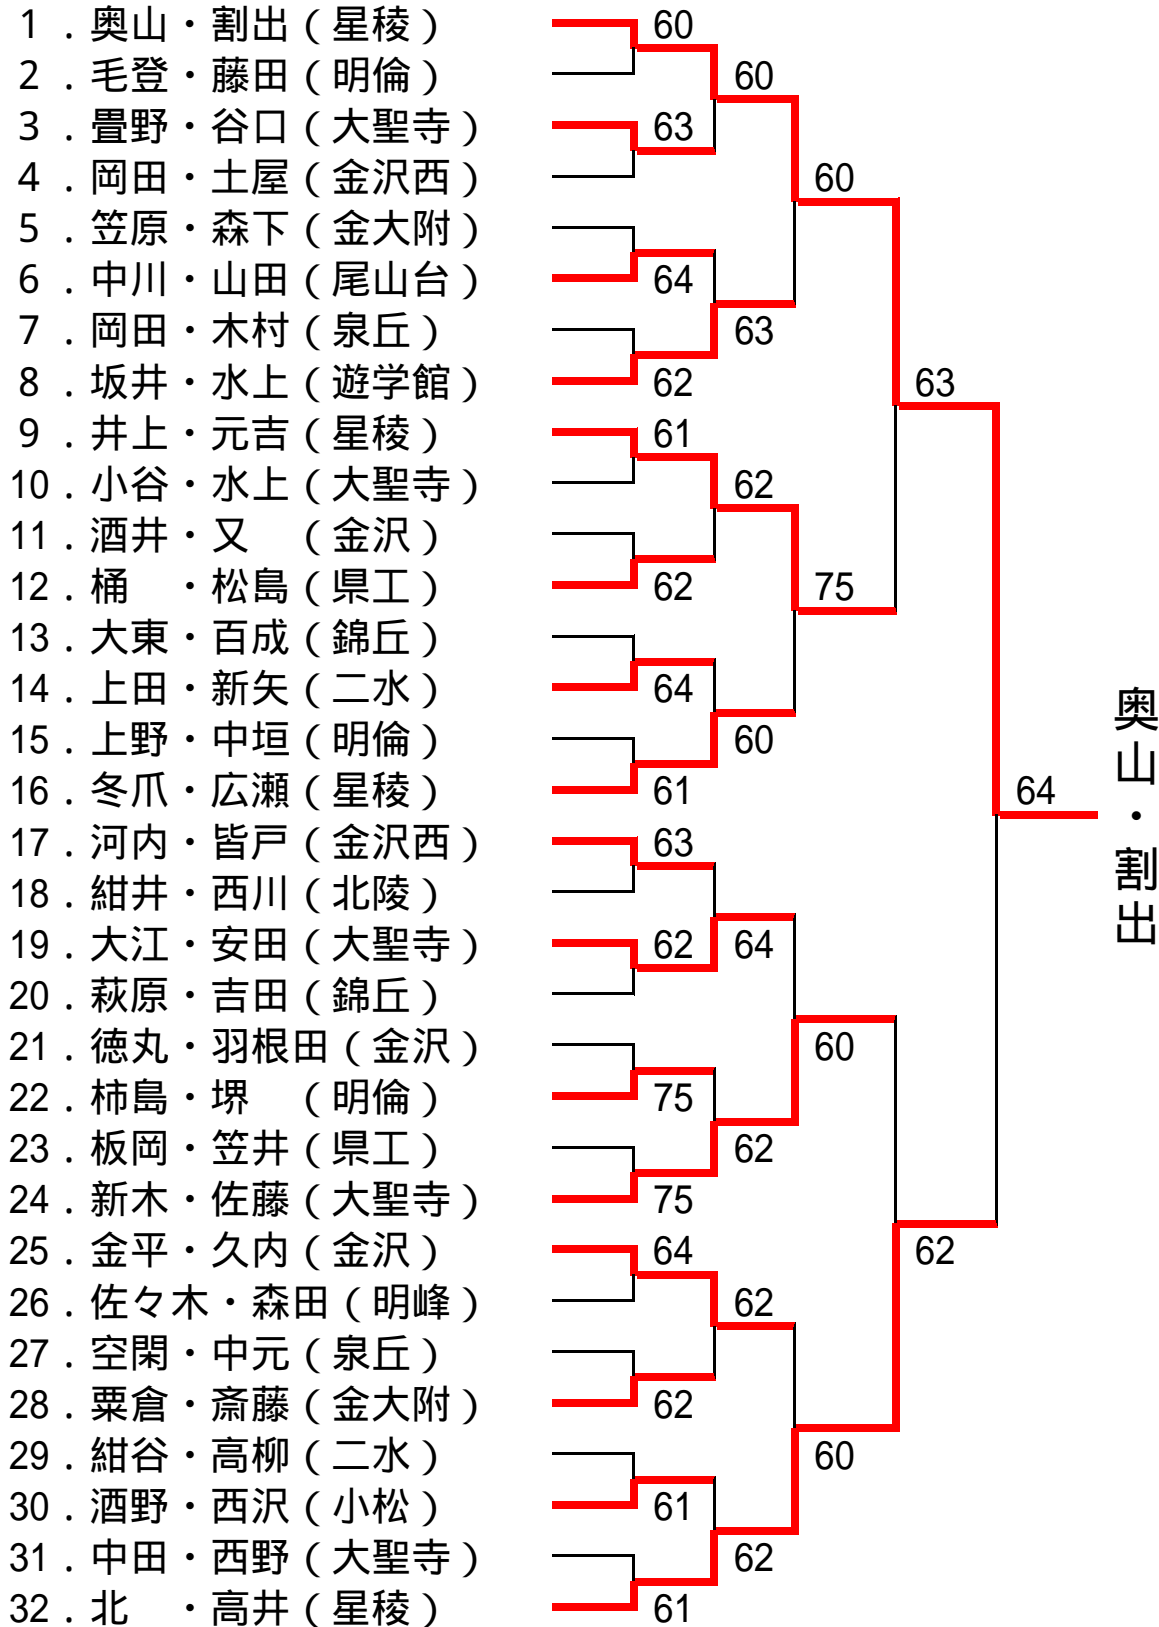 1．奥山・割出（星稜） 60
2．毛登・藤田（明倫） 60
3．畳野・谷口（大聖寺） 63
4．岡田・土屋（金沢西） 60
5．笠原・森下（金大附）
6．中川・山田（尾山台） 64
7．岡田・木村（泉丘） 63
8．坂井・水上（遊学館） 62 63
9．井上・元吉（星稜） 61
10．小谷・水上（大聖寺） 62
11．酒井・又　（金沢）
12．桶　・松島（県工） 62 75
13．大東・百成（錦丘）
14．上田・新矢（二水） 64
15．上野・中垣（明倫） 60
16．冬爪・広瀬（星稜） 61 64
17．河内・皆戸（金沢西） 63
18．紺井・西川（北陵）
19．大江・安田（大聖寺） 62 64
20．萩原・吉田（錦丘）
21．徳丸・羽根田（金沢） 60
22．柿島・堺　（明倫） 75
23．板岡・笠井（県工） 62
24．新木・佐藤（大聖寺） 75
25．金平・久内（金沢） 64 62
26．佐々木・森田（明峰） 62
27．空閑・中元（泉丘）
28．粟倉・斎藤（金大附） 62
29．紺谷・高柳（二水） 60
30．酒野・西沢（小松） 61
31．中田・西野（大聖寺） 62
32．北　・高井（星稜） 61
奥山・割出